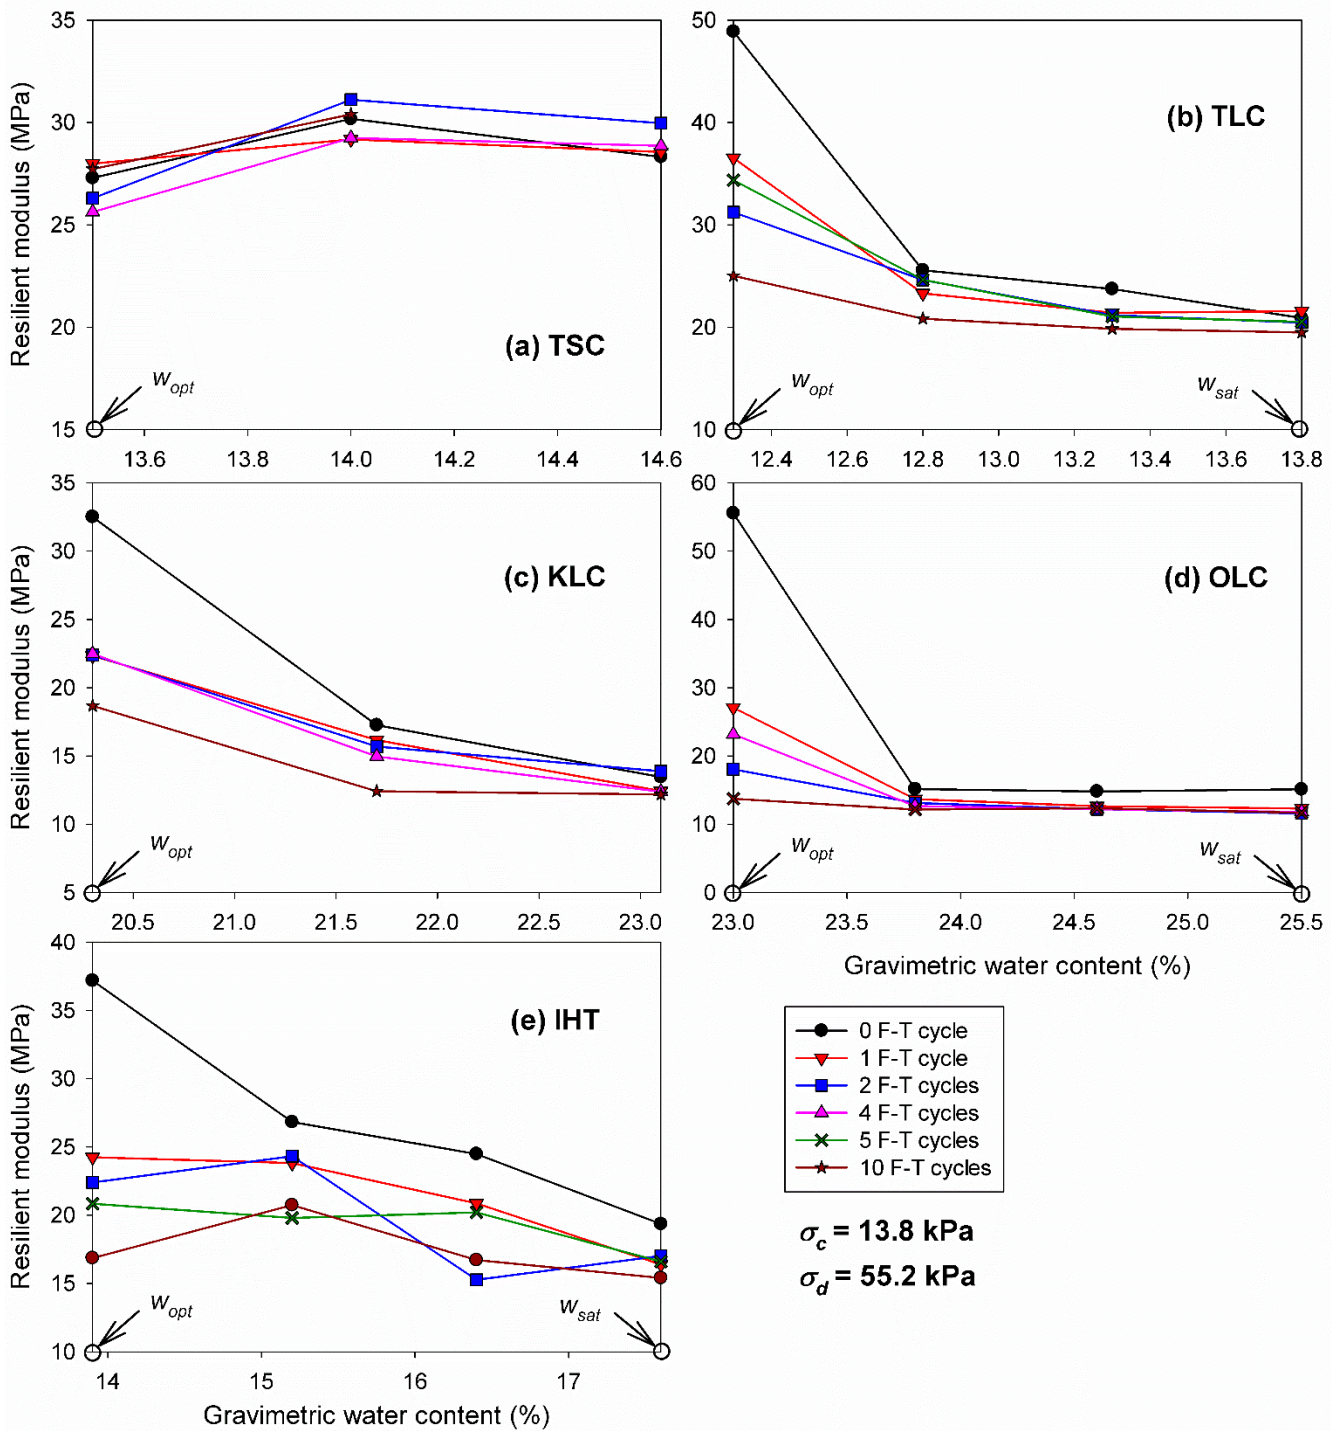 35
30
25
20
15
Resilient modulus (MPa)
(a) TSC
w_opt
13.6 13.8 14.0 14.2 14.4 14.6
50
40
30
20
10
(b) TLC
w_opt
w_sat
12.4 12.6 12.8 13.0 13.2 13.4 13.6 13.8
35
30
25
20
15
10
5
Resilient modulus (MPa)
(c) KLC
w_opt
20.5 21.0 21.5 22.0 22.5 23.0
60
50
40
30
20
10
0
(d) OLC
w_opt
w_sat
23.0 23.5 24.0 24.5 25.0 25.5
Gravimetric water content (%)
40
35
30
25
20
15
10
Resilient modulus (MPa)
(e) IHT
w_opt
w_sat
14 15 16 17
Gravimetric water content (%)
0 F-T cycle
1 F-T cycle
2 F-T cycles
4 F-T cycles
5 F-T cycles
10 F-T cycles
σ_c = 13.8 kPa
σ_d = 55.2 kPa